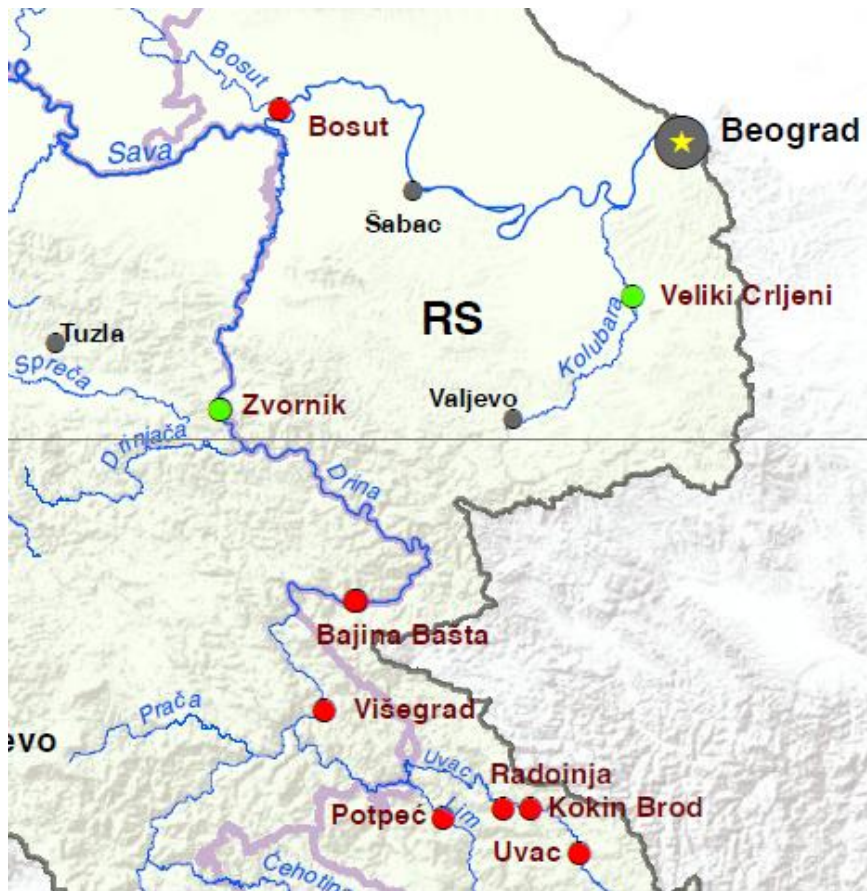 Bosut
Beograd
Bosut
Sava
Šabac
Veliki Crljeni
RS
Kolubara
Tuzla
Spreča
Valjevo
Zvornik
Drinjača
Drina
Bajina Bašta
Prača
Višegrad
evo
Uvac
Radoinja
Lim
Kokin Brod
Potpeć
Uvac
Čehotina